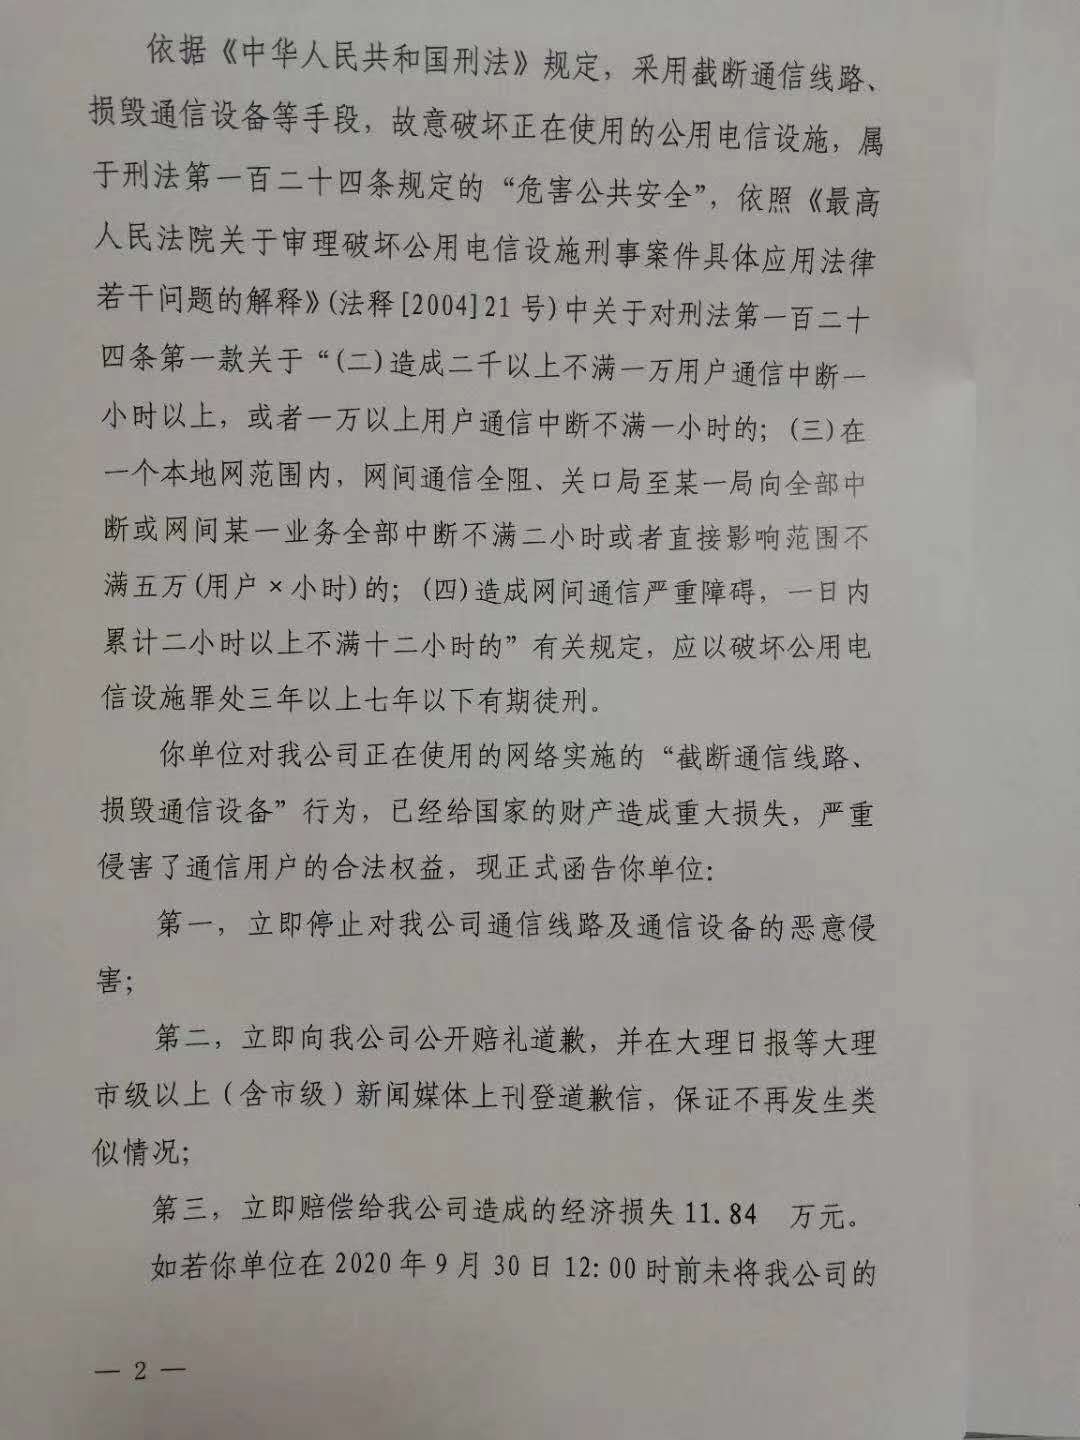 依据《中华人民共和国刑法》规定，采用截断通信线路、
损毁通信设备等手段，故意破坏正在使用的公用电信设施，属
于刑法第一百二十四条规定的“危害公共安全”，依照《最高
人民法院关于审理破坏公用电信设施刑事案件具体应用法律
若干问题的解释》(法释[2004]21号)中关于对刑法第一百二十
四条第一款关于“(二)造成二千以上不满一万用户通信中断一
小时以上，或者一万以上用户通信中断不满一小时的；(三)在
一个本地网范围内，网间通信全阻、关口局至某一局向全部中
断或网间某一业务全部中断不满二小时或者直接影响范围不
满五万(用户×小时)的；(四)造成网间通信严重障碍，一日内
累计二小时以上不满十二小时的”有关规定，应以破坏公用电
信设施罪处三年以上七年以下有期徒刑。
你单位对我公司正在使用的网络实施的“截断通信线路、
损毁通信设备”行为，已经给国家的财产造成重大损失，严重
侵害了通信用户的合法权益，现正式函告你单位：
第一，立即停止对我公司通信线路及通信设备的恶意侵
害；
第二，立即向我公司公开赔礼道歉，并在大理日报等大理
市级以上（含市级）新闻媒体上刊登道歉信，保证不再发生类
似情况；
第三，立即赔偿给我公司造成的经济损失11.84 万元。
如若你单位在2020年9月30日12:00时前未将我公司的
— 2 —